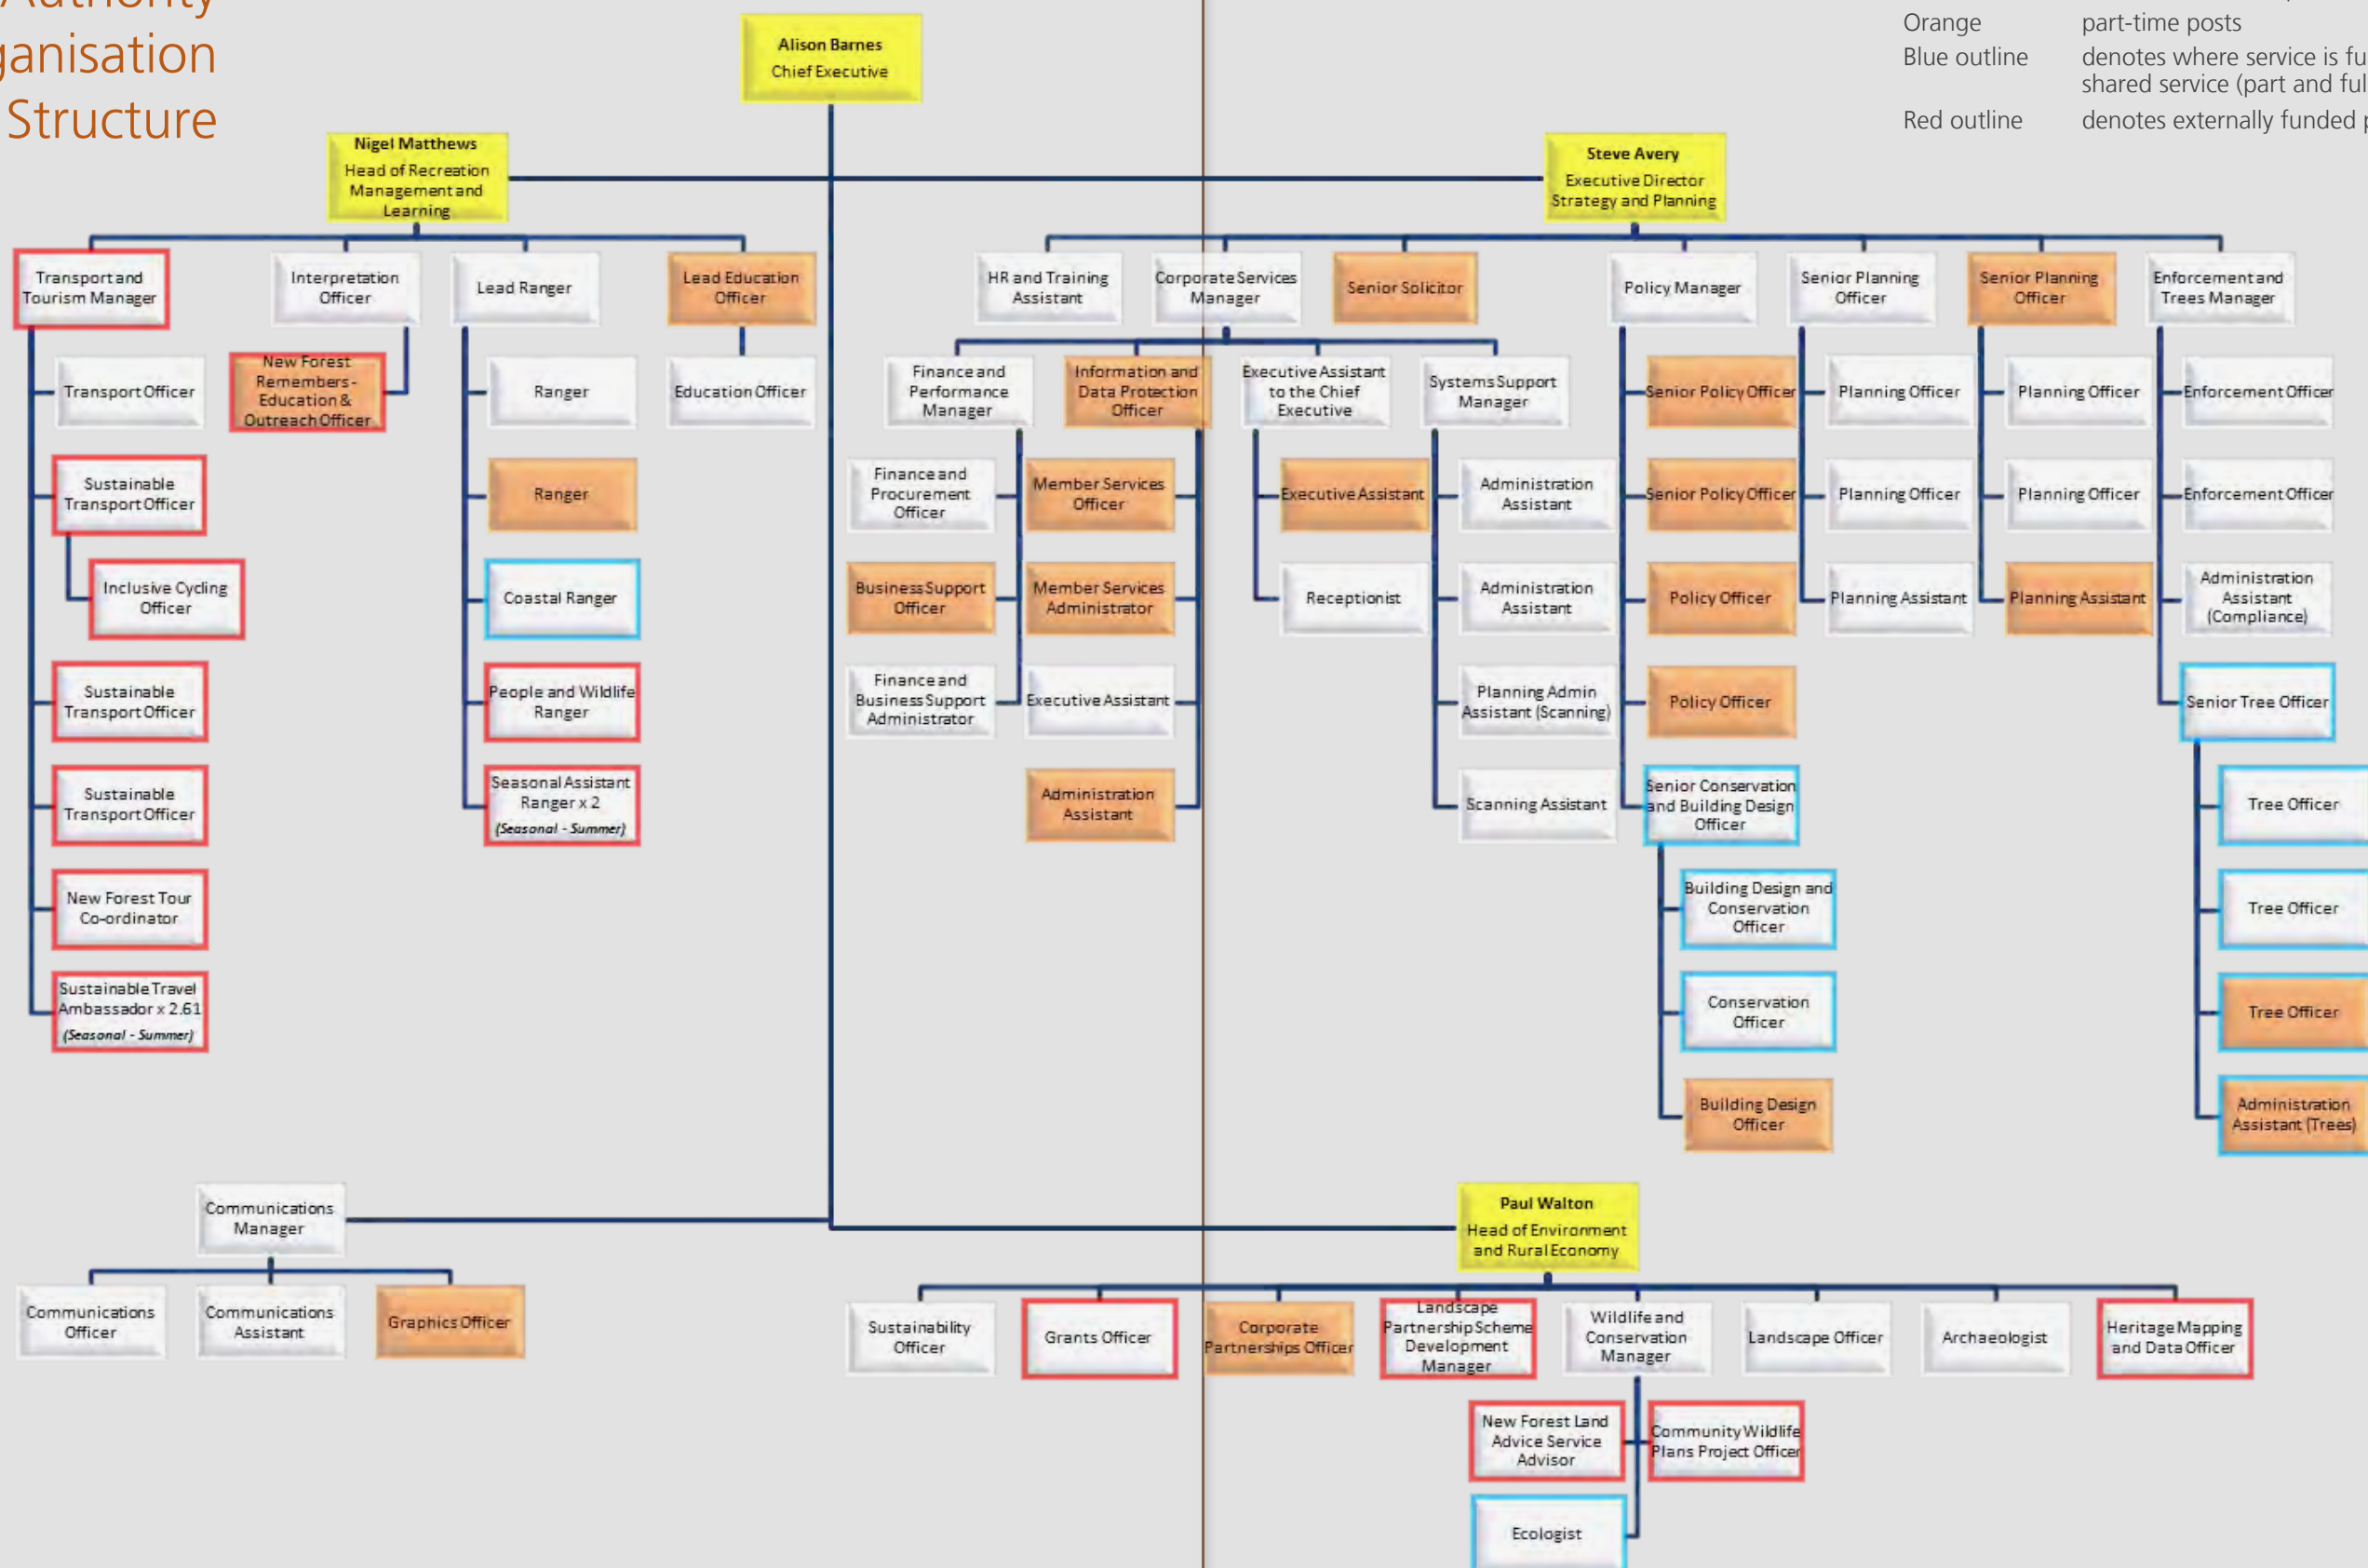 Authority
ganisation
Structure
Orange part-time posts
Blue outline denotes where service is fu
shared service (part and ful
Red outline denotes externally funded p
Alison Barnes
Chief Executive
Nigel Matthews
Head of Recreation
Management and
Learning
Steve Avery
Executive Director
Strategy and Planning
Transport and
Tourism Manager
Interpretation
Officer
Lead Ranger
Lead Education
Officer
HR and Training
Assistant
Corporate Services
Manager
Senior Solicitor
Policy Manager
Senior Planning
Officer
Senior Planning
Officer
Enforcement and
Trees Manager
Transport Officer
New Forest
Remembers -
Education &
Outreach Officer
Ranger
Education Officer
Finance and
Performance
Manager
Information and
Data Protection
Officer
Executive Assistant
to the Chief
Executive
Systems Support
Manager
Senior Policy Officer
Planning Officer
Planning Officer
Enforcement Officer
Sustainable
Transport Officer
Ranger
Finance and
Procurement
Officer
Member Services
Officer
Executive Assistant
Administration
Assistant
Senior Policy Officer
Planning Officer
Planning Officer
Enforcement Officer
Inclusive Cycling
Officer
Coastal Ranger
Business Support
Officer
Member Services
Administrator
Receptionist
Administration
Assistant
Policy Officer
Planning Assistant
Planning Assistant
Administration
Assistant
(Compliance)
Sustainable
Transport Officer
People and Wildlife
Ranger
Finance and
Business Support
Administrator
Executive Assistant
Planning Admin
Assistant (Scanning)
Policy Officer
Senior Tree Officer
Sustainable
Transport Officer
Seasonal Assistant
Ranger x 2
(Seasonal - Summer)
Administration
Assistant
Scanning Assistant
Senior Conservation
and Building Design
Officer
Tree Officer
New Forest Tour
Co-ordinator
Building Design and
Conservation
Officer
Tree Officer
Sustainable Travel
Ambassador x 2.61
(Seasonal - Summer)
Conservation
Officer
Tree Officer
Building Design
Officer
Administration
Assistant (Trees)
Communications
Manager
Paul Walton
Head of Environment
and Rural Economy
Communications
Officer
Communications
Assistant
Graphics Officer
Sustainability
Officer
Grants Officer
Corporate
Partnerships Officer
Landscape
Partnership Scheme
Development
Manager
Wildlife and
Conservation
Manager
Landscape Officer
Archaeologist
Heritage Mapping
and Data Officer
New Forest Land
Advice Service
Advisor
Community Wildlife
Plans Project Officer
Ecologist